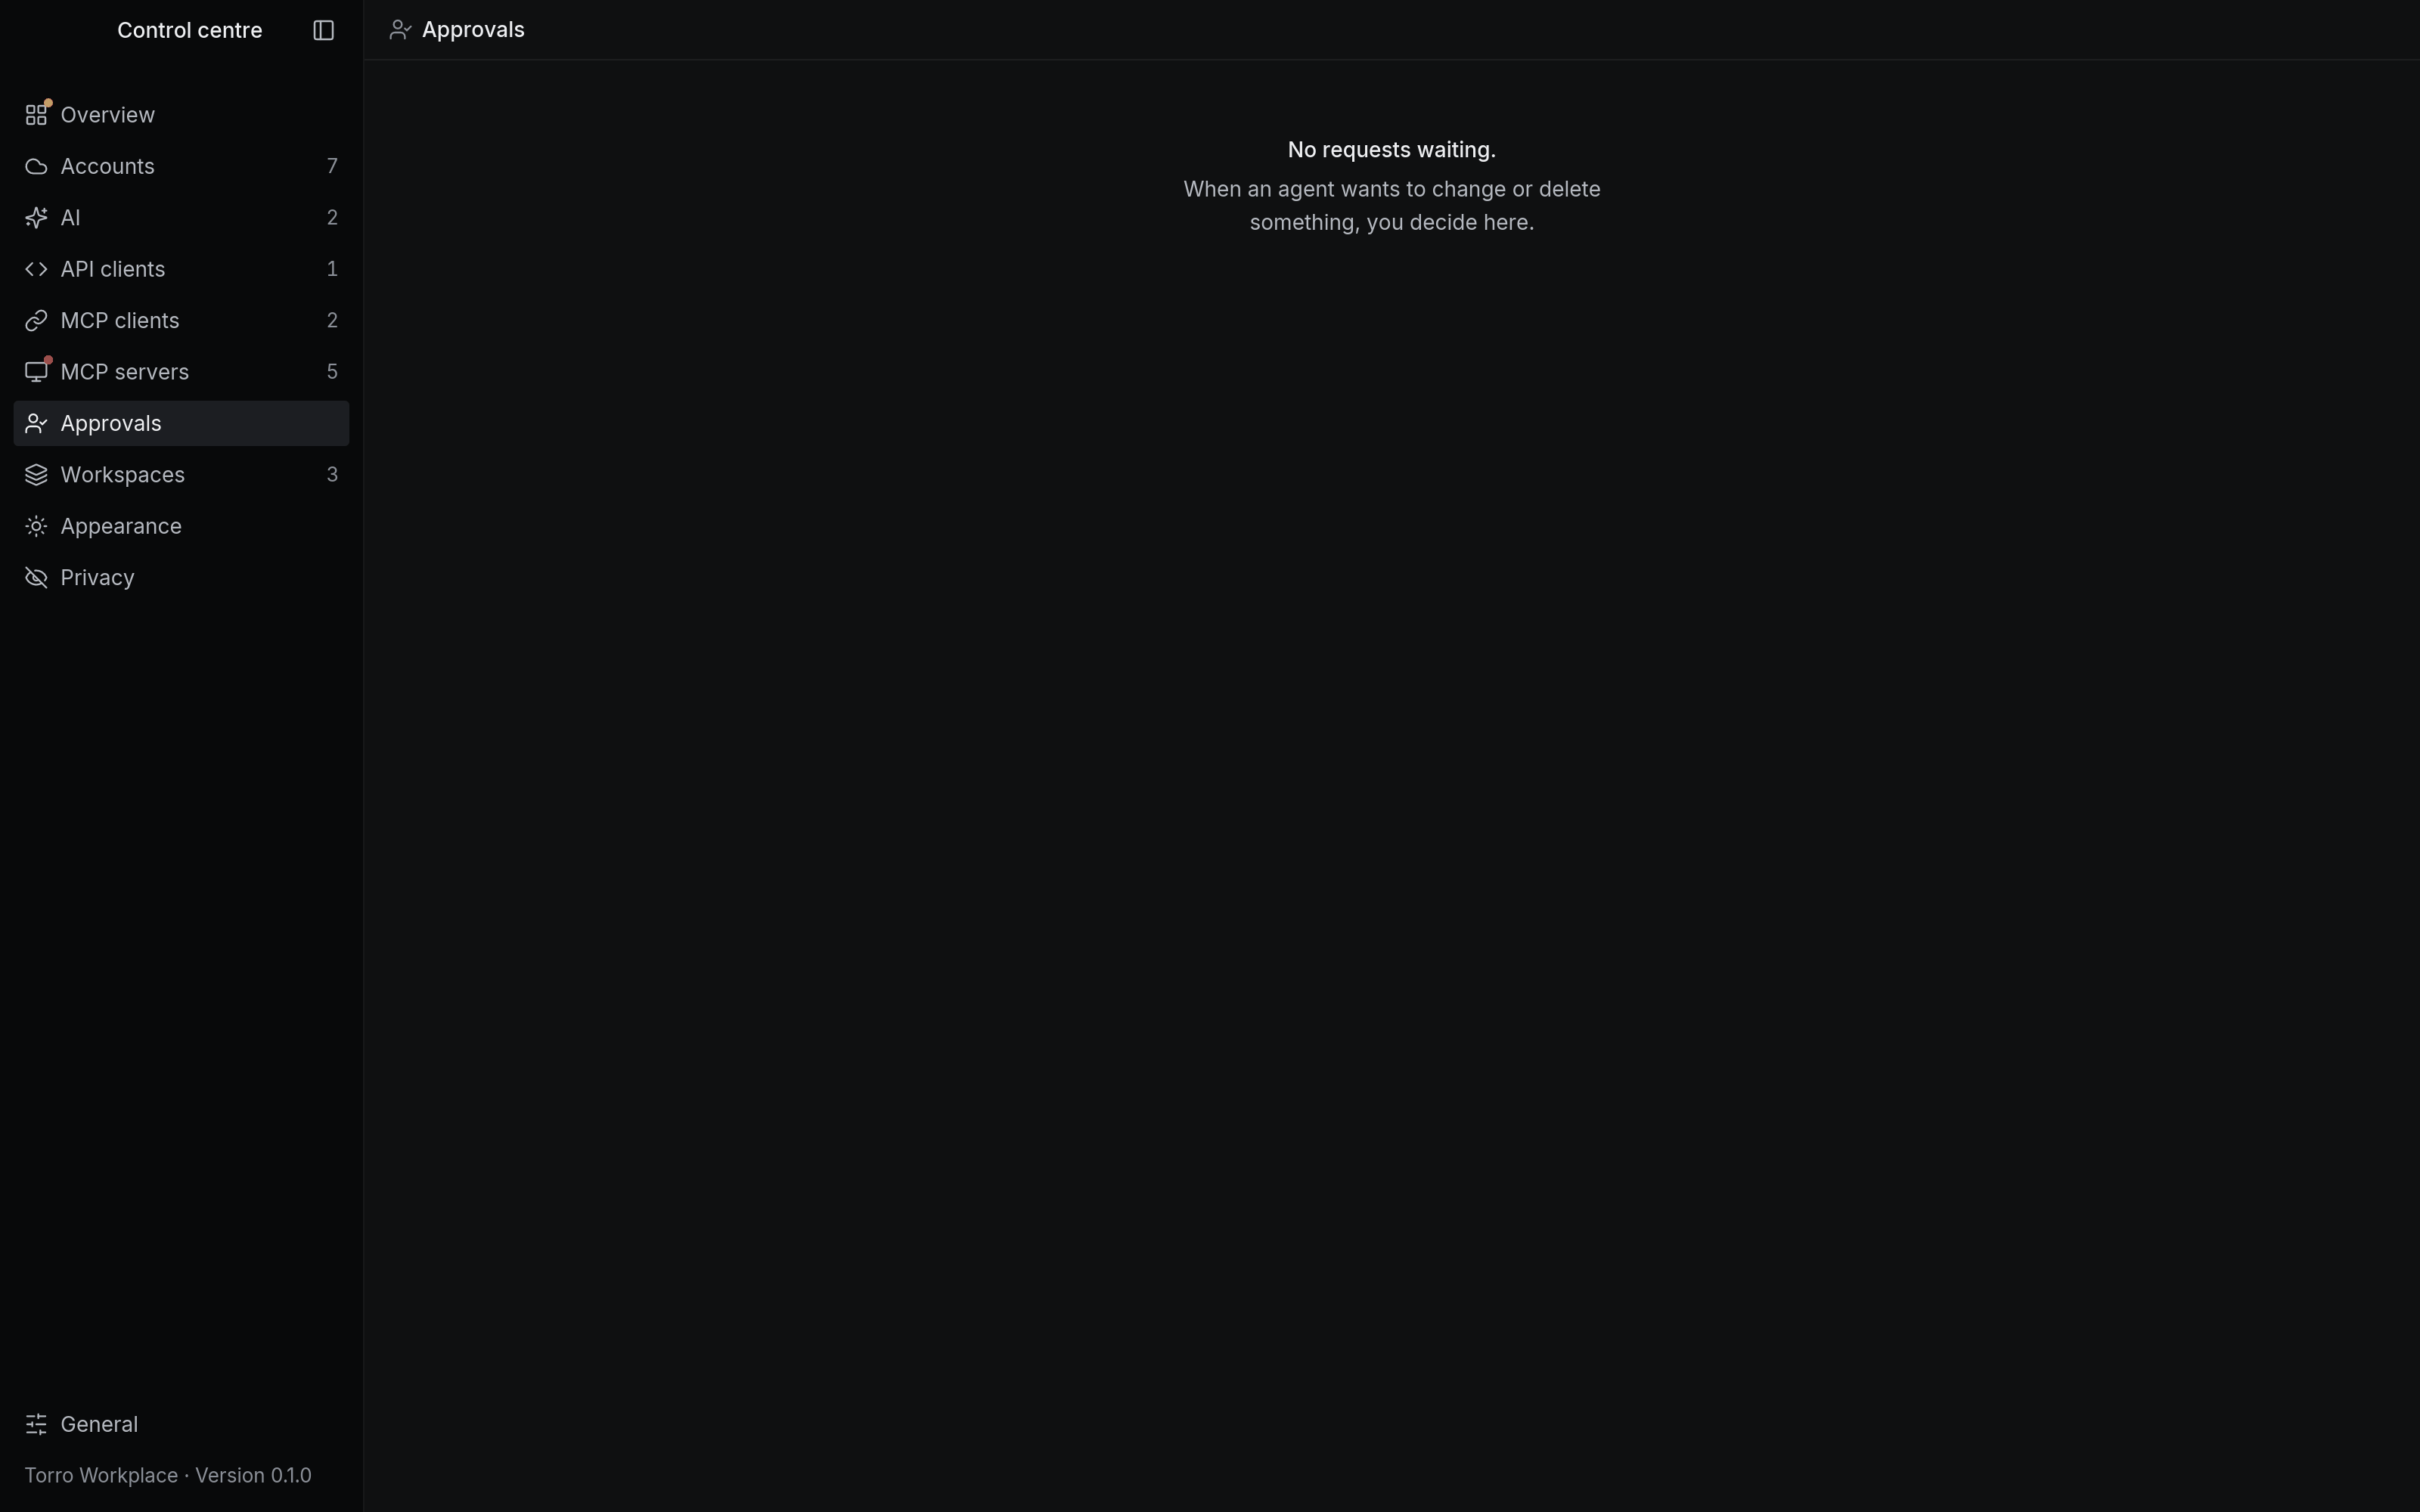 Control centre
Approvals
Overview
Accounts 7
AI 2
API clients 1
MCP clients 2
MCP servers 5
Approvals
Workspaces 3
Appearance
Privacy
General
Torro Workplace · Version 0.1.0
No requests waiting.
When an agent wants to change or delete
something, you decide here.